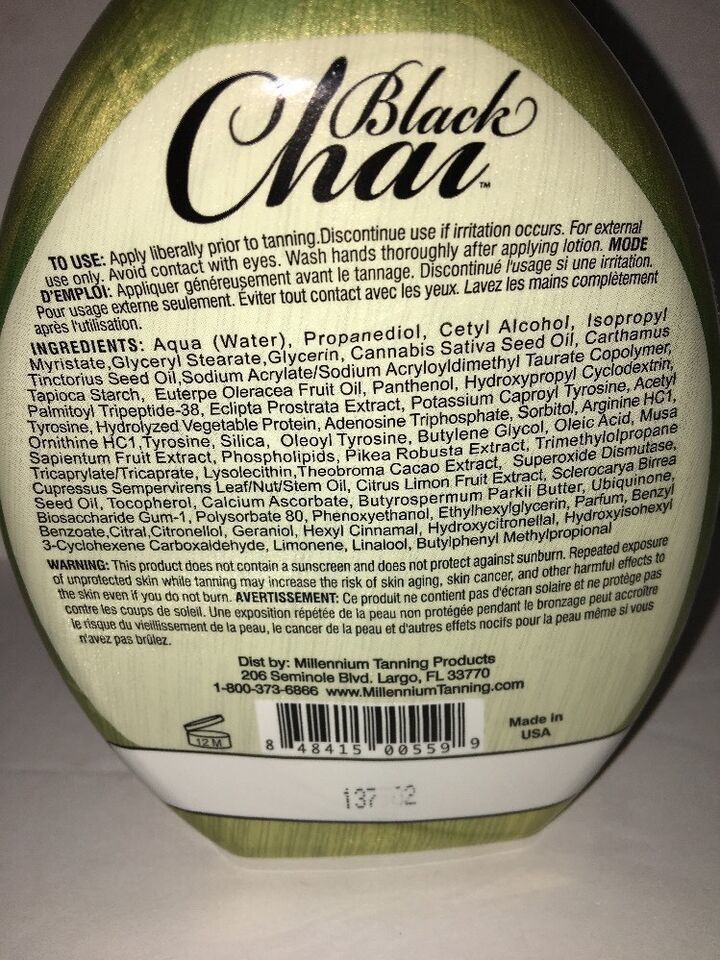 Black
Chai™
TO USE: Apply liberally prior to tanning.Discontinue use if irritation occurs. For external
use only. Avoid contact with eyes. Wash hands thoroughly after applying lotion. MODE
D'EMPLOI: Appliquer généreusement avant le tannage. Discontinué l'usage si une irritation.
Pour usage externe seulement. Éviter tout contact avec les yeux. Lavez les mains complètement
après l'utilisation.
INGREDIENTS: Aqua (Water), Propanediol, Cetyl Alcohol, Isopropyl
Myristate,Glyceryl Stearate,Glycerin, Cannabis Sativa Seed Oil, Carthamus
Tinctorius Seed Oil,Sodium Acrylate/Sodium Acryloyldimethyl Taurate Copolymer,
Tapioca Starch, Euterpe Oleracea Fruit Oil, Panthenol, Hydroxypropyl Cyclodextrin,
Palmitoyl Tripeptide-38, Eclipta Prostrata Extract, Potassium Caproyl Tyrosine, Acetyl
Tyrosine, Hydrolyzed Vegetable Protein, Adenosine Triphosphate, Sorbitol, Arginine HC1,
Ornithine HC1,Tyrosine, Silica, Oleoyl Tyrosine, Butylene Glycol, Oleic Acid, Musa
Sapientum Fruit Extract, Phospholipids, Pikea Robusta Extract, Trimethylolpropane
Tricaprylate/Tricaprate, Lysolecithin,Theobroma Cacao Extract, Superoxide Dismutase,
Cupressus Sempervirens Leaf/Nut/Stem Oil, Citrus Limon Fruit Extract, Sclerocarya Birrea
Seed Oil, Tocopherol, Calcium Ascorbate, Butyrospermum Parkii Butter, Ubiquinone,
Biosaccharide Gum-1, Polysorbate 80, Phenoxyethanol, Ethylhexylglycerin, Parfum, Benzyl
Benzoate,Citral,Citronellol, Geraniol, Hexyl Cinnamal, Hydroxycitronellal, Hydroxyisohexyl
3-Cyclohexene Carboxaldehyde, Limonene, Linalool, Butylphenyl Methylpropional
WARNING: This product does not contain a sunscreen and does not protect against sunburn. Repeated exposure
of unprotected skin while tanning may increase the risk of skin aging, skin cancer, and other harmful effects to
the skin even if you do not burn. AVERTISSEMENT: Ce produit ne contient pas d'écran solaire et ne protège pas
contre les coups de soleil. Une exposition répétée de la peau non protégée pendant le bronzage peut accroître
le risque du vieillissement de la peau, le cancer de la peau et d'autres effets nocifs pour la peau même si vous
n'avez pas brûlez.
Dist by: Millennium Tanning Products
206 Seminole Blvd. Largo, FL 33770
1-800-373-6866 www.MillenniumTanning.com
12 M
8 48415 00559 9
Made in
USA
137